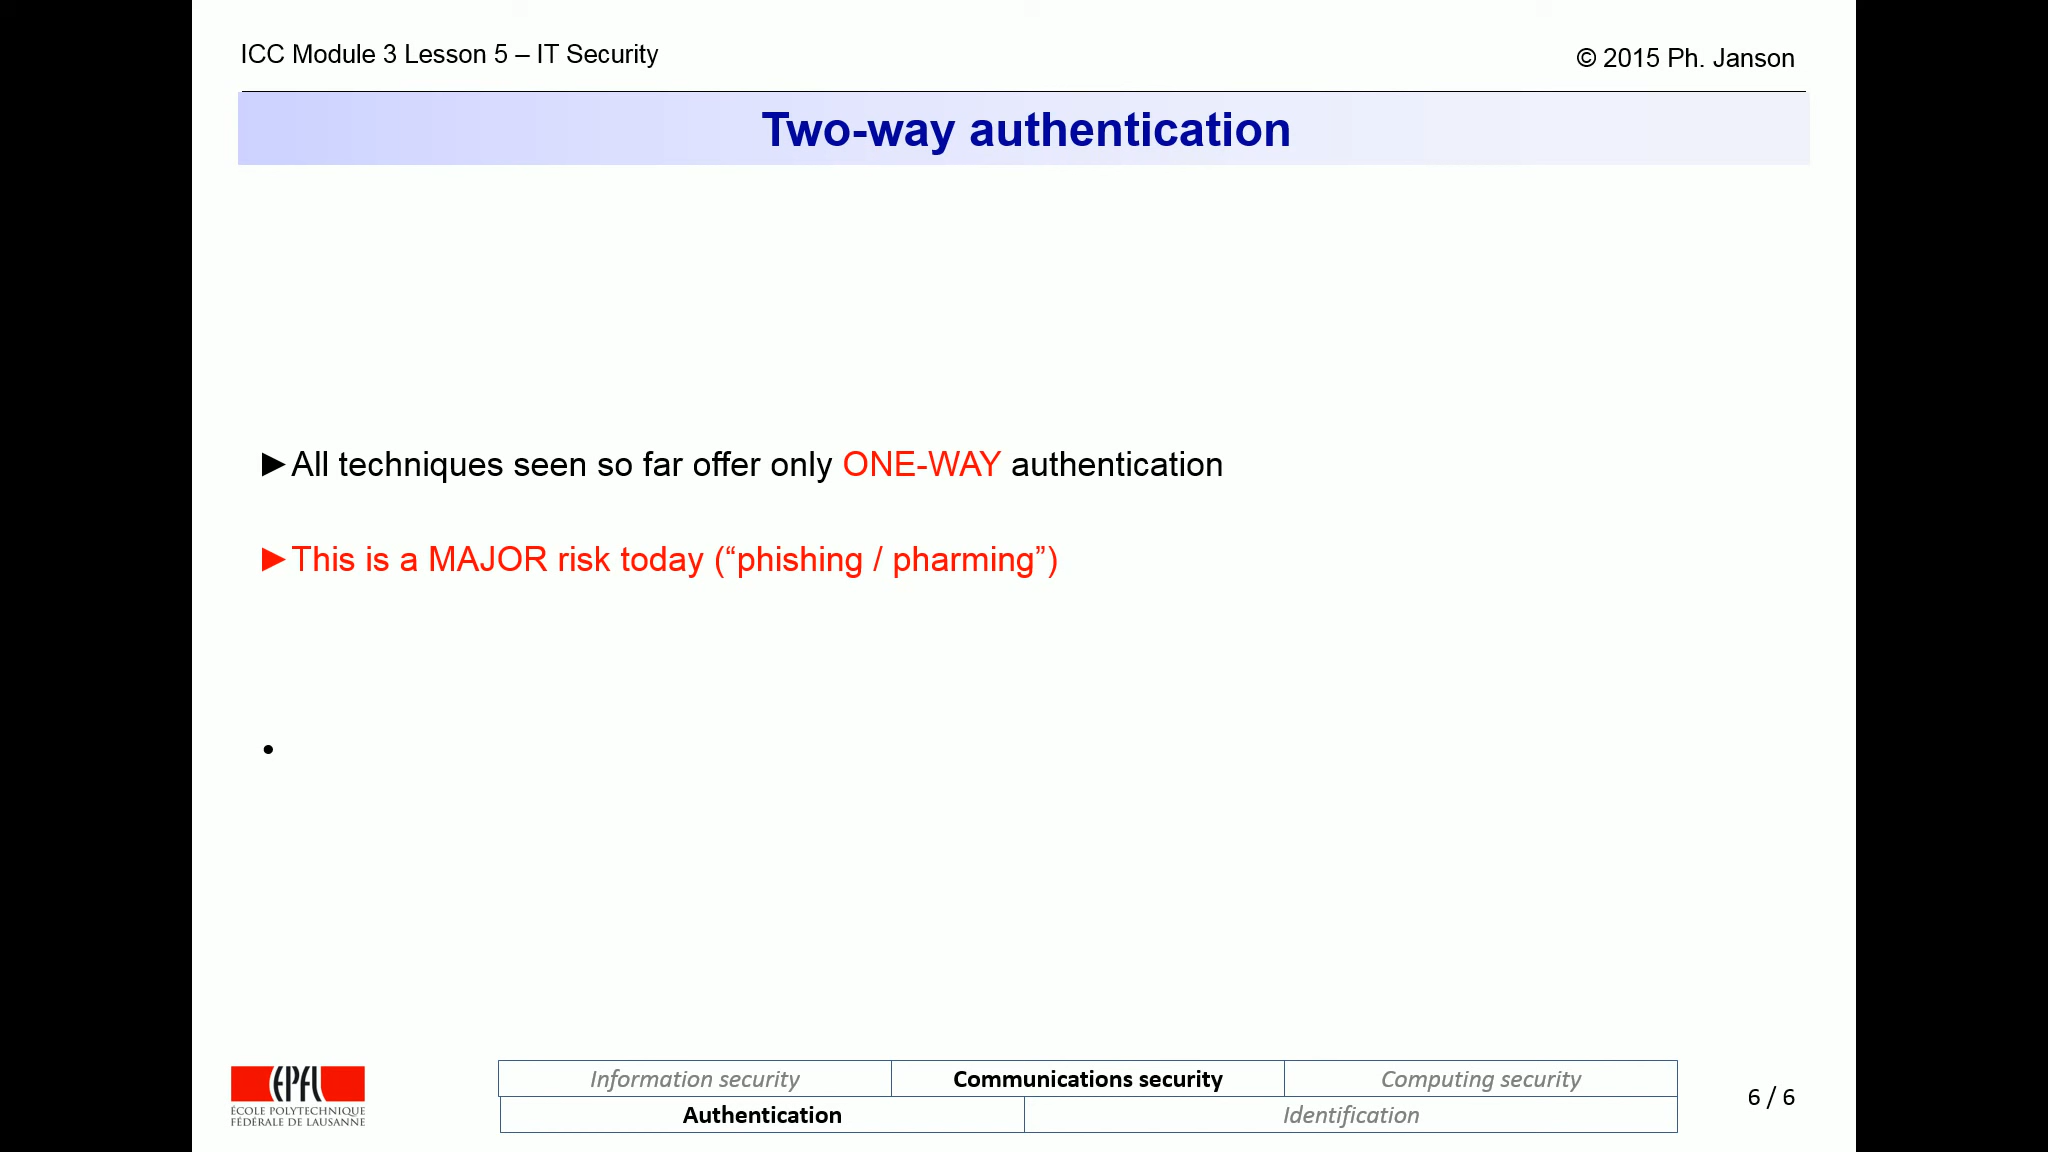 ICC Module 3 Lesson 5 – IT Security
© 2015 Ph. Janson
Two-way authentication
►All techniques seen so far offer only ONE-WAY authentication
►This is a MAJOR risk today (“phishing / pharming”)
•
EPFL
ÉCOLE POLYTECHNIQUE
FÉDÉRALE DE LAUSANNE
Information security Communications security Computing security
Authentication Identification
6 / 6